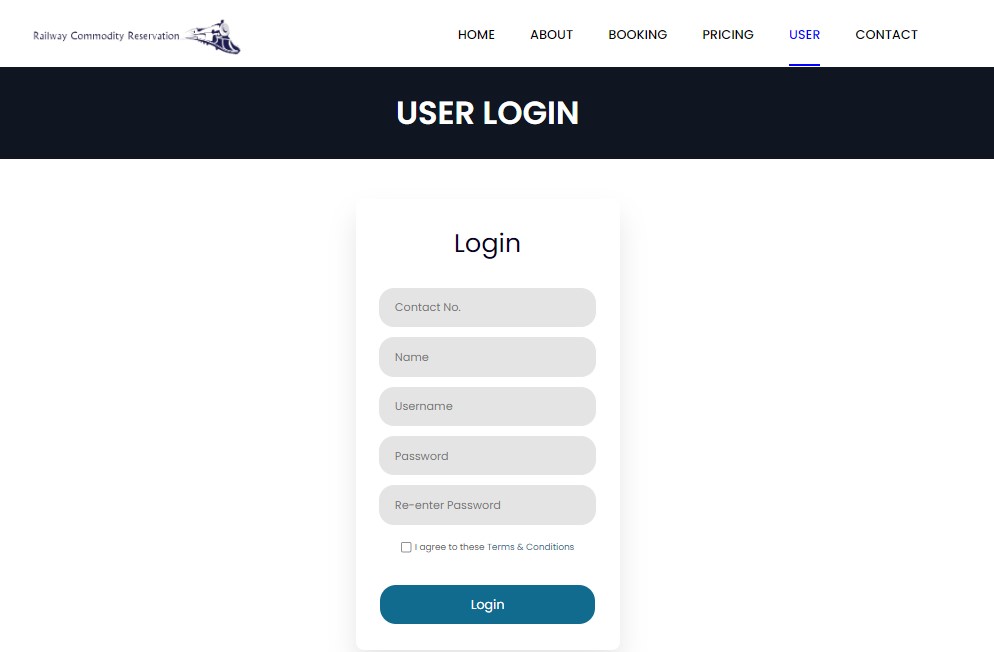 Railway Commodity Reservation
HOME ABOUT BOOKING PRICING USER CONTACT
USER LOGIN
Login
Contact No.
Name
Username
Password
Re-enter Password
I agree to these Terms & Conditions
Login